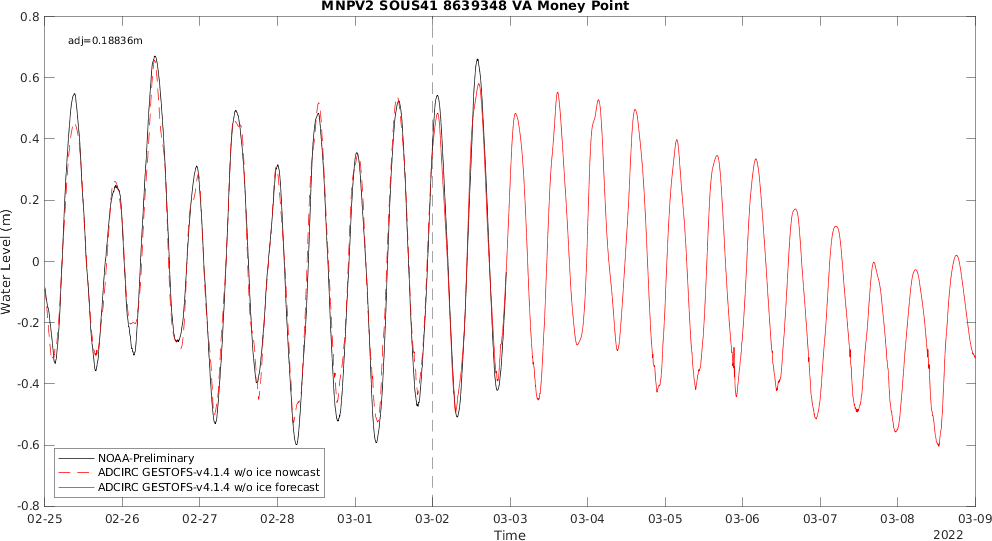 MNPV2 SOUS41 8639348 VA Money Point
adj=0.18836m
0.8
0.6
0.4
0.2
0
-0.2
-0.4
-0.6
-0.8
Water Level (m)
NOAA-Preliminary
ADCIRC GESTOFS-v4.1.4 w/o ice nowcast
ADCIRC GESTOFS-v4.1.4 w/o ice forecast
02-25 02-26 02-27 02-28 03-01 03-02 03-03 03-04 03-05 03-06 03-07 03-08 03-09
Time
2022